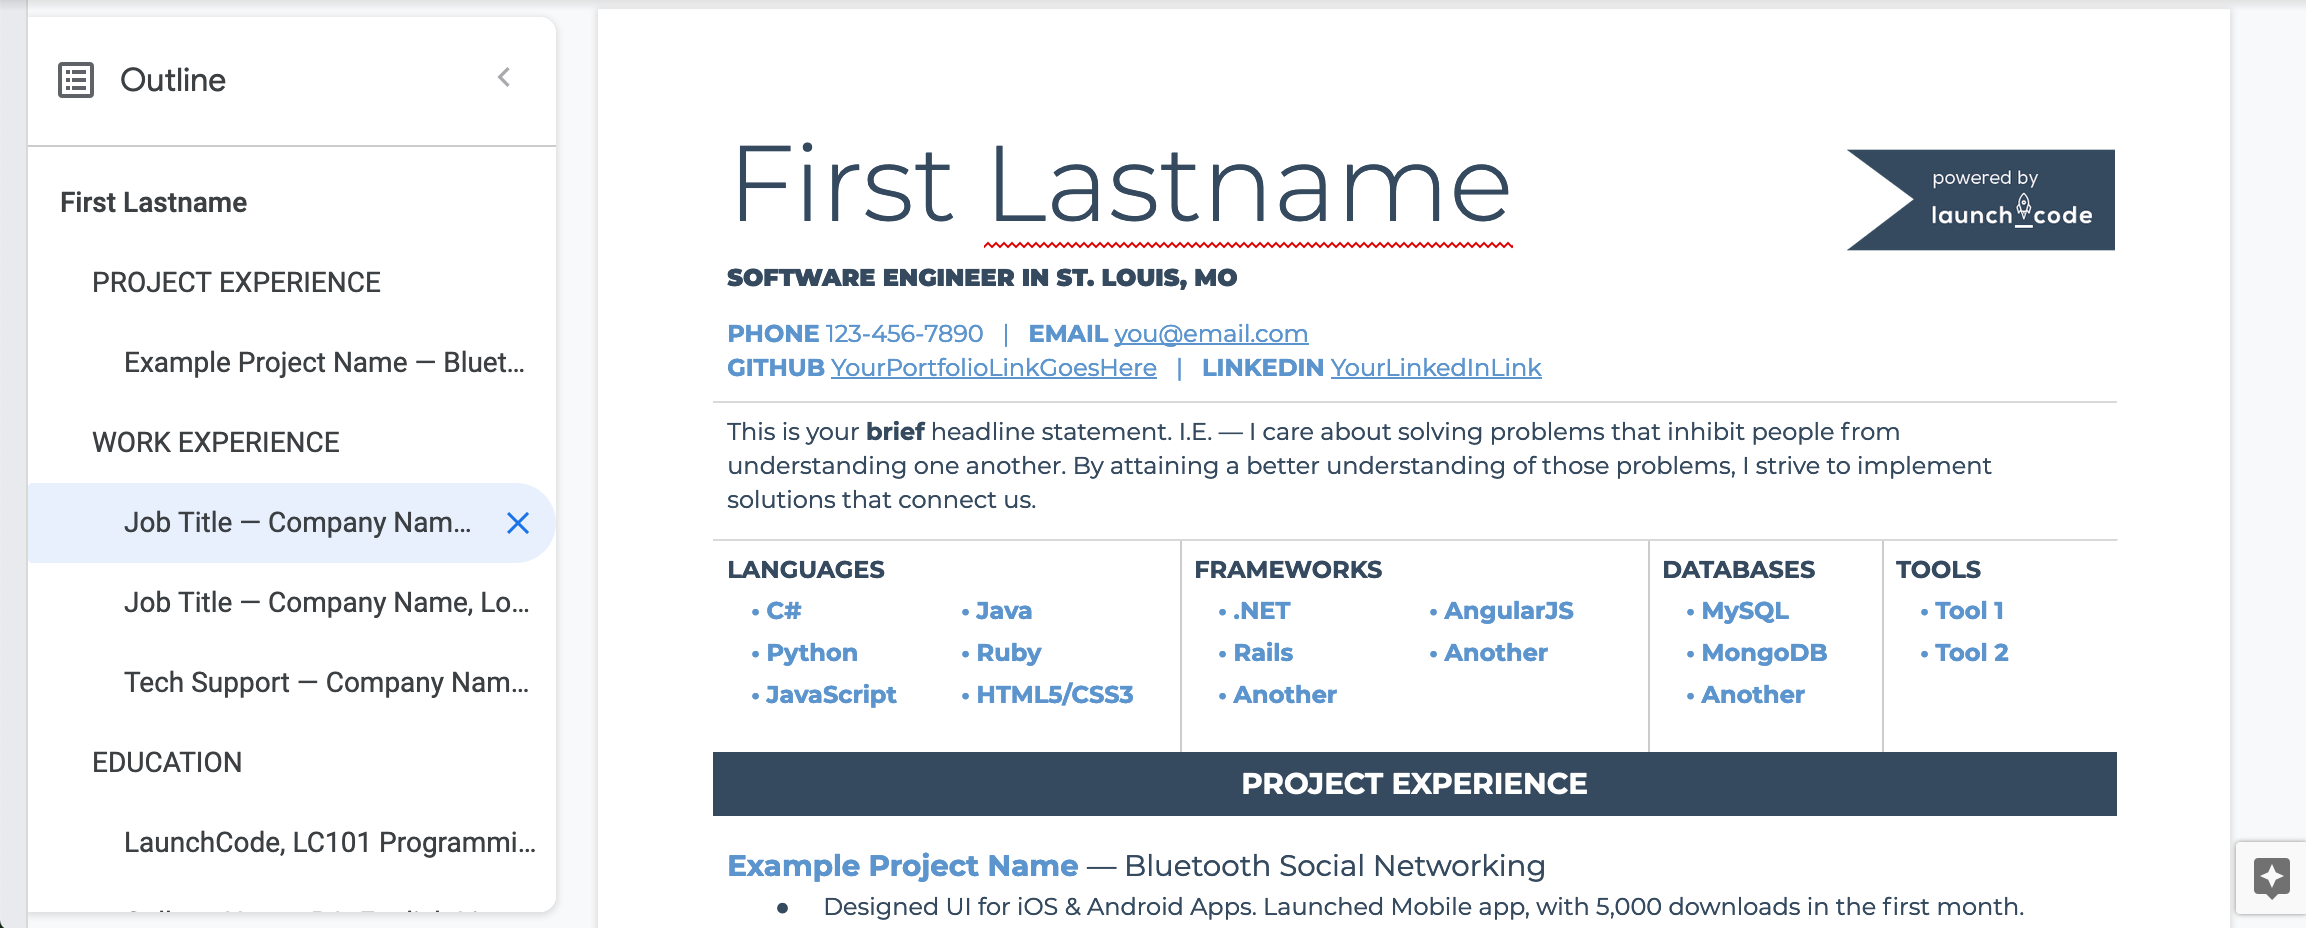 Outline
First Lastname
PROJECT EXPERIENCE
Example Project Name — Bluet...
WORK EXPERIENCE
Job Title — Company Nam...
Job Title — Company Name, Lo...
Tech Support — Company Nam...
EDUCATION
LaunchCode, LC101 Programmi...
First Lastname
powered by
launch_code
SOFTWARE ENGINEER IN ST. LOUIS, MO
PHONE 123-456-7890 | EMAIL you@email.com
GITHUB YourPortfolioLinkGoesHere | LINKEDIN YourLinkedInLink
This is your brief headline statement. I.E. — I care about solving problems that inhibit people from
understanding one another. By attaining a better understanding of those problems, I strive to implement
solutions that connect us.
LANGUAGES
• C# • Java
• Python • Ruby
• JavaScript • HTML5/CSS3
FRAMEWORKS
• .NET • AngularJS
• Rails • Another
• Another
DATABASES
• MySQL
• MongoDB
• Another
TOOLS
• Tool 1
• Tool 2
PROJECT EXPERIENCE
Example Project Name — Bluetooth Social Networking
● Designed UI for iOS & Android Apps. Launched Mobile app, with 5,000 downloads in the first month.